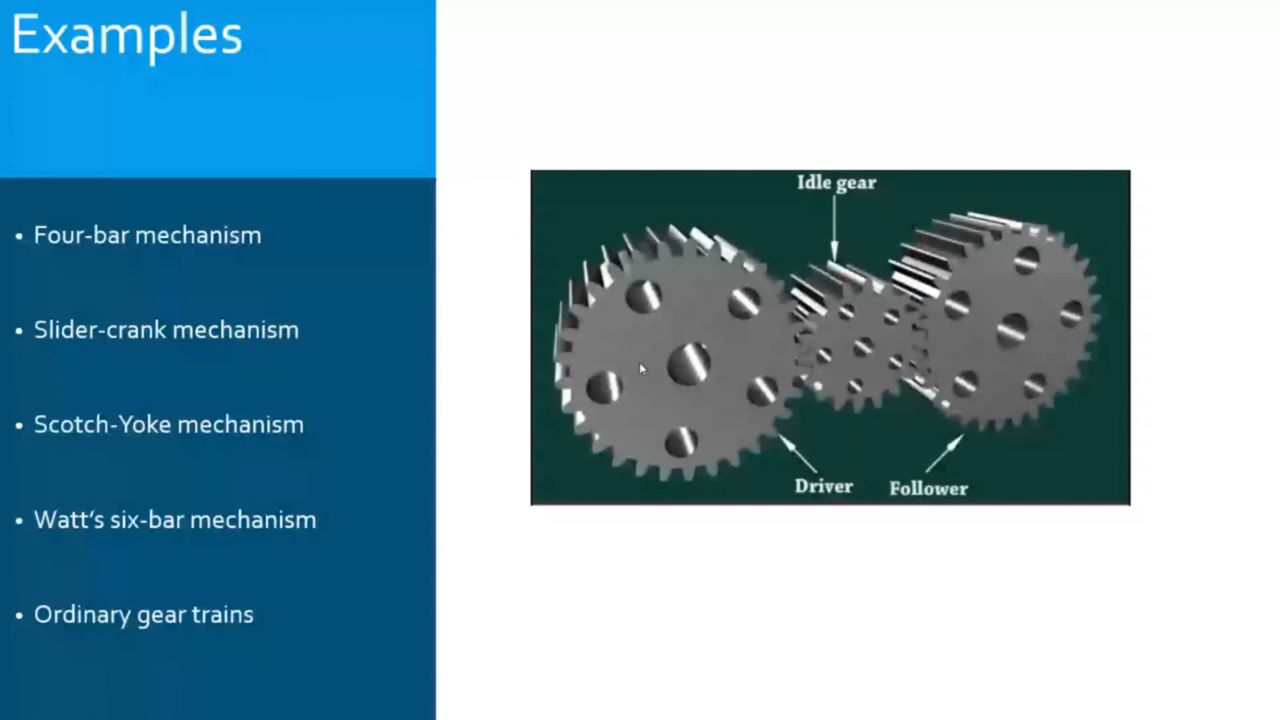 Examples
• Four-bar mechanism
• Slider-crank mechanism
• Scotch-Yoke mechanism
• Watt's six-bar mechanism
• Ordinary gear trains
Idle gear
Driver
Follower